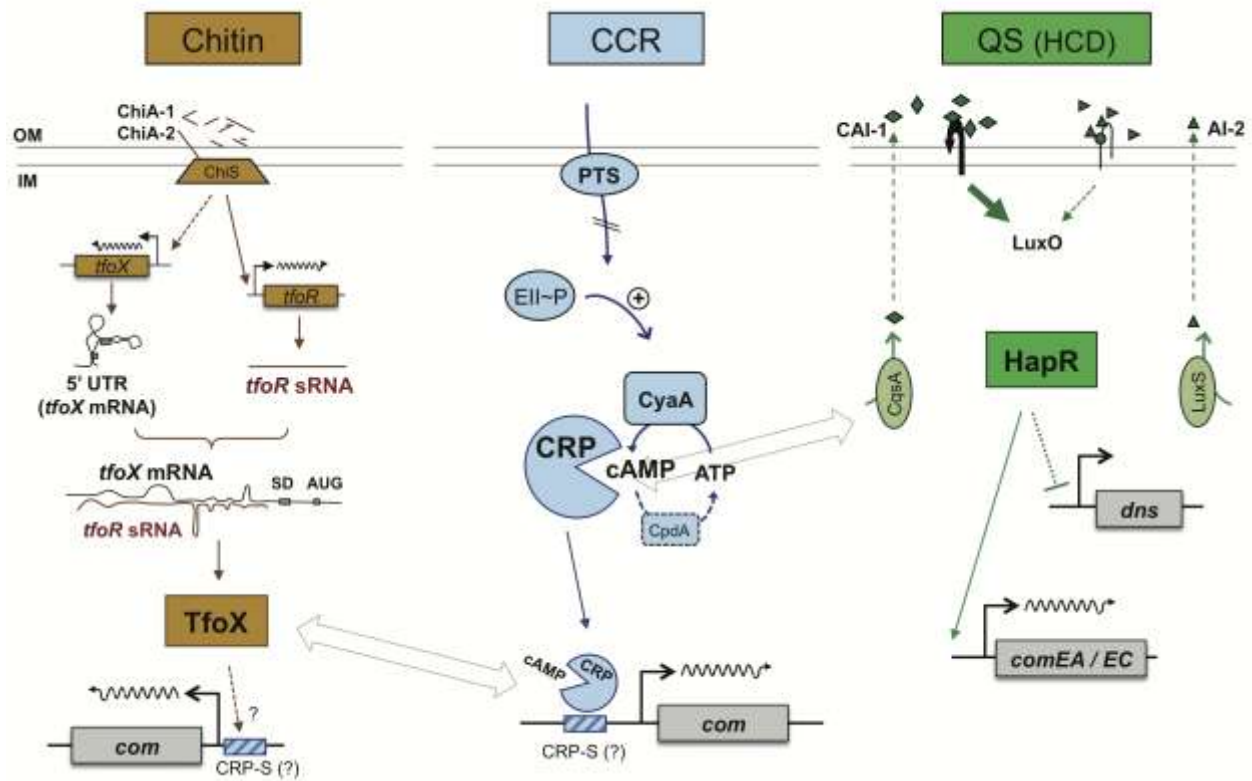 Chitin
CCR
QS (HCD)
ChiA-1
ChiA-2
OM
IM
ChiS
tfoX
tfoR
5' UTR
(tfoX mRNA)
tfoR sRNA
tfoX mRNA
SD
AUG
tfoR sRNA
TfoX
?
com
CRP-S (?)
PTS
EII~P
+
CyaA
CRP
cAMP
ATP
CpdA
cAMP
CRP
com
CRP-S (?)
CAI-1
AI-2
LuxO
CqsA
HapR
LuxS
dns
comEA / EC